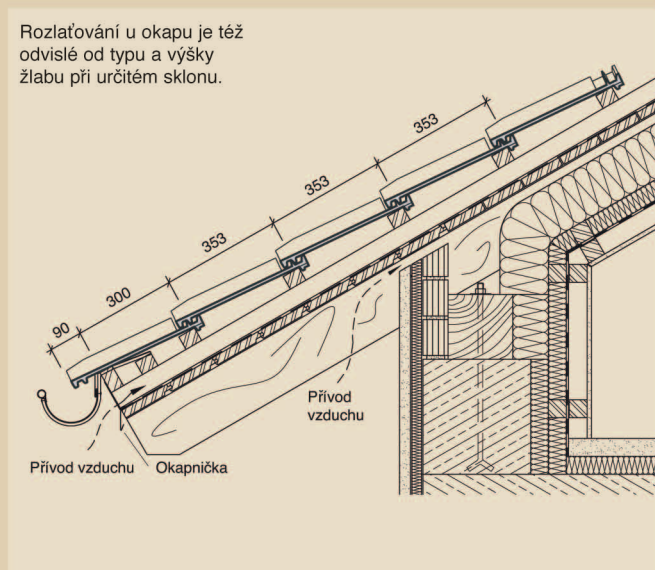 Rozlaťování u okapu je též
odvislé od typu a výšky
žlabu při určitém sklonu.
353
353
353
300
90
Přívod
vzduchu
Přívod vzduchu
Okapnička